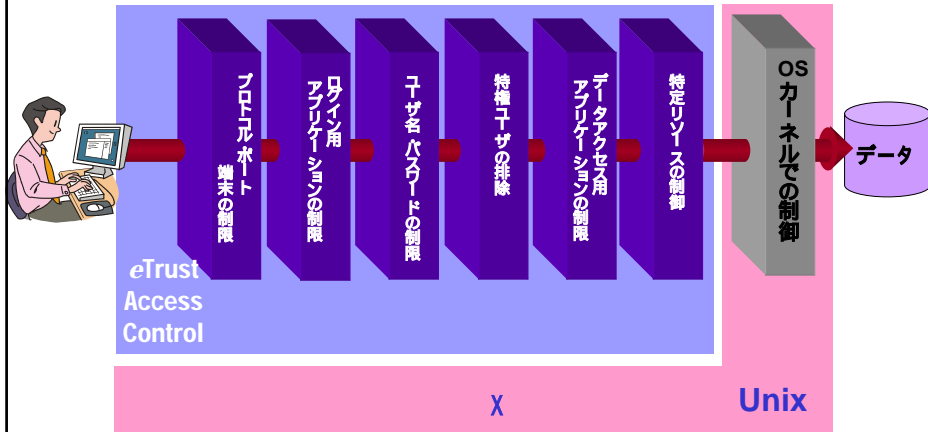 プロトコル・ポート
端末の制限
ログイン用
アプリケーションの制限
ユーザ名、パスワードの制限
特権ユーザの排除
データアクセス用
アプリケーションの制限
特定リソースの制御
OS
カーネルでの制御
データ
eTrust
Access
Control
X
Unix